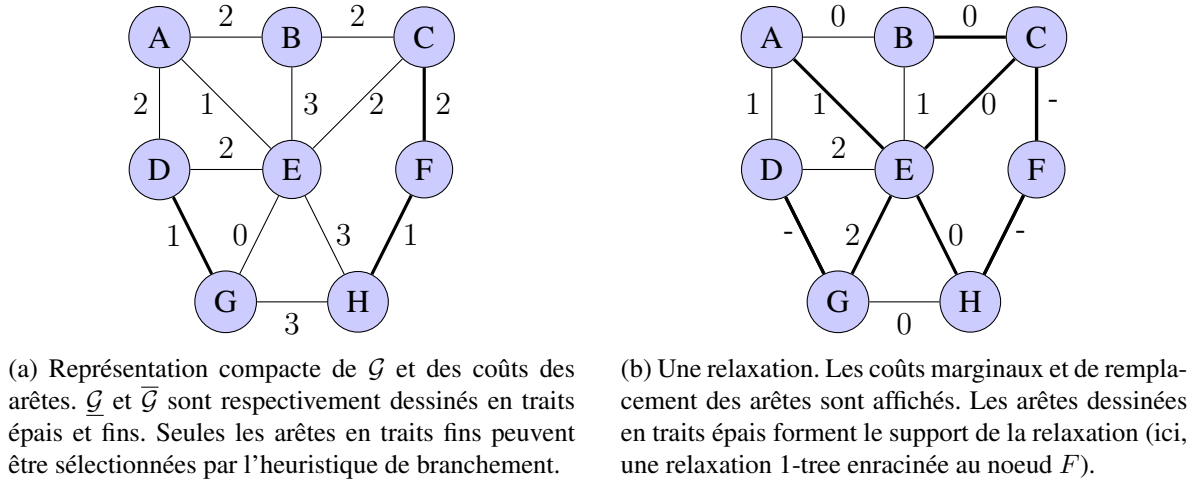 A 2 B 2 C
2 1 3 2 2
D 2 E F
1 0 3 1
G 3 H
A 0 B 0 C
1 1 1 0 -
D 2 E F
- 2 0 -
G 0 H
(a) Représentation compacte de 𝒢 et des coûts des
arêtes. 𝒢̲ et 𝒢̅ sont respectivement dessinés en traits
épais et fins. Seules les arêtes en traits fins peuvent
être sélectionnées par l'heuristique de branchement.
(b) Une relaxation. Les coûts marginaux et de rempla-
cement des arêtes sont affichés. Les arêtes dessinées
en traits épais forment le support de la relaxation (ici,
une relaxation 1-tree enracinée au noeud F).